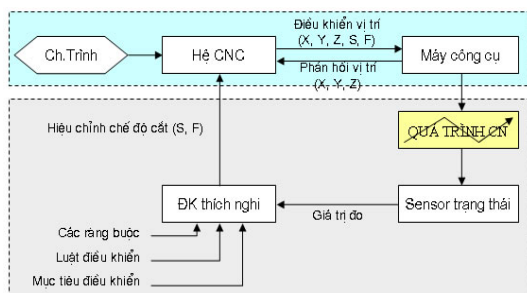 Điều khiển vị trí
(X, Y, Z, S, F)
Ch.Trình
Hệ CNC
Máy công cụ
Phản hồi vị trí
(X, Y, Z)
Hiệu chỉnh chế độ cắt (S, F)
QUÁ TRÌNH CN
ĐK thích nghi
Giá trị đo
Sensor trạng thái
Các ràng buộc
Luật điều khiển
Mục tiêu điều khiển